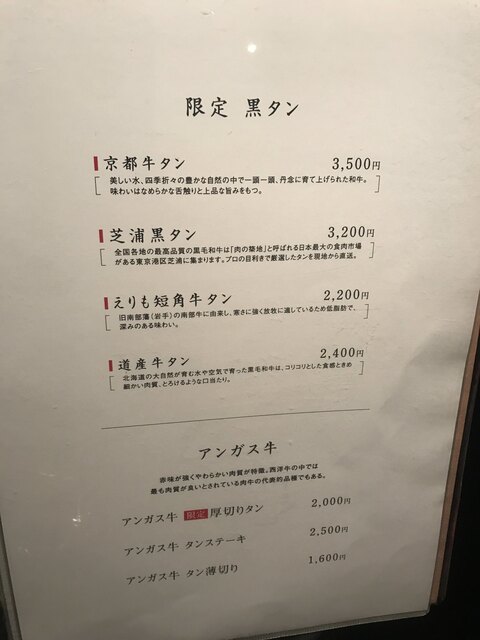 限定 黒タン
京都牛タン 3,500円
美しい水、四季折々の豊かな自然の中で一頭一頭、丹念に育て上げられた和牛。
味わいはなめらかな舌触りと上品な旨みをもつ。
芝浦黒タン 3,200円
全国各地の最高品質の黒毛和牛は「肉の築地」と呼ばれる日本最大の食肉市場
がある東京港区芝浦に集まります。プロの目利きで厳選したタンを現地から直送。
えりも短角牛タン 2,200円
旧南部藩(岩手)の南部牛に由来し、寒さに強く放牧に適しているため低脂肪で、
深みのある味わい。
道産牛タン 2,400円
北海道の大自然が育む水や空気で育った黒毛和牛は、コリコリとした食感ときめ
細かい肉質、とろけるような口当たり。
アンガス牛
赤味が強くやわらかい肉質が特徴。西洋牛の中では
最も肉質が良いとされている肉牛の代表的品種でもある。
アンガス牛 限定 厚切りタン 2,000円
アンガス牛 タンステーキ 2,500円
アンガス牛 タン薄切り 1,600円